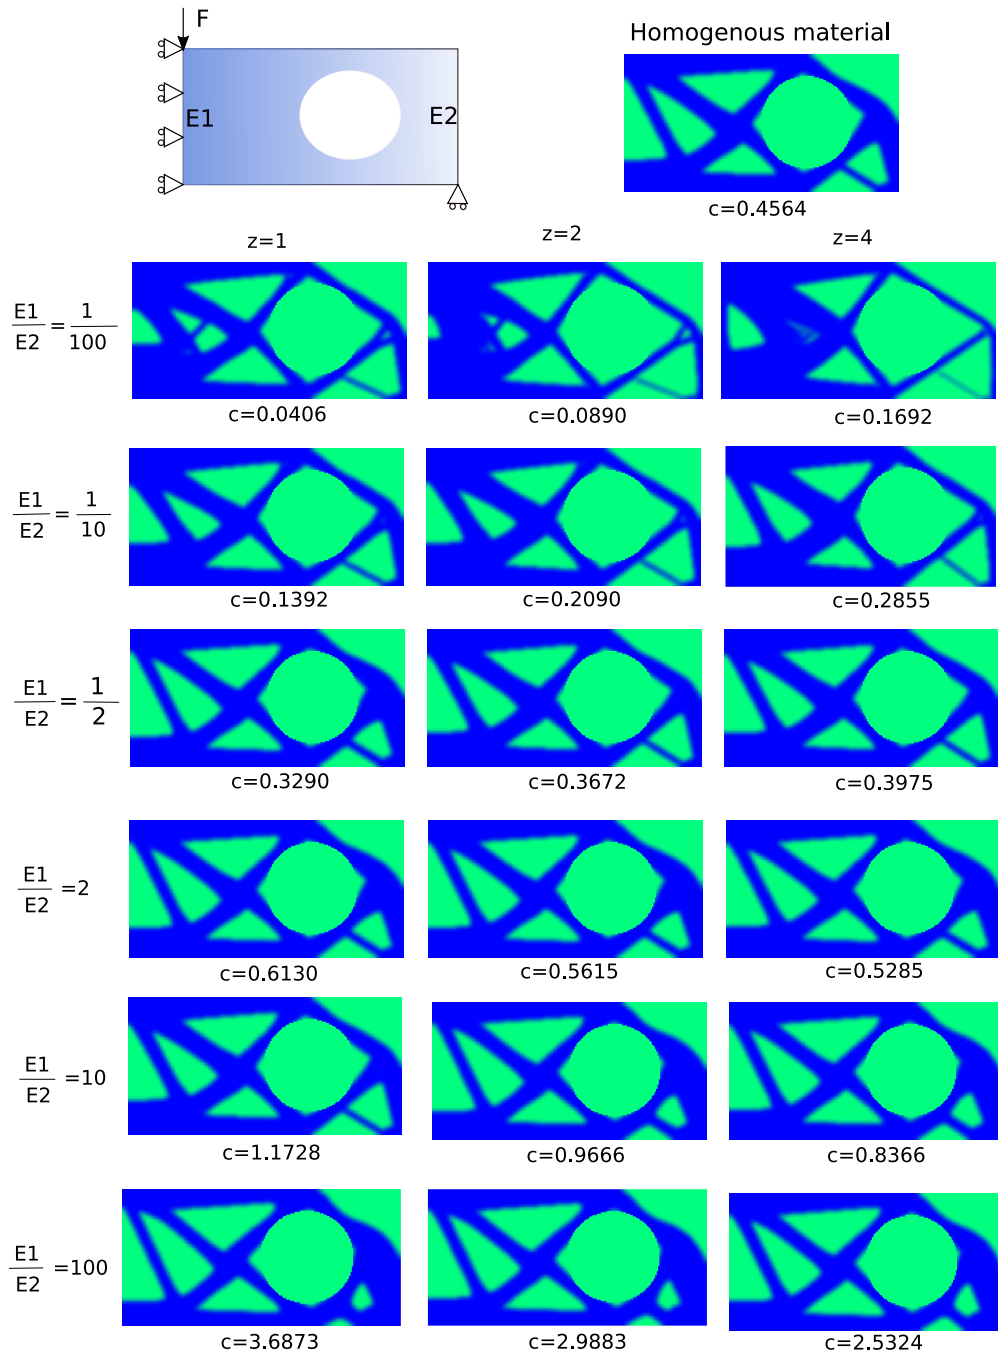 F
E1
E2
Homogenous material
c=0.4564
z=1
z=2
z=4
E1/E2 = 1/100
c=0.0406
c=0.0890
c=0.1692
E1/E2 = 1/10
c=0.1392
c=0.2090
c=0.2855
E1/E2 = 1/2
c=0.3290
c=0.3672
c=0.3975
E1/E2 =2
c=0.6130
c=0.5615
c=0.5285
E1/E2 =10
c=1.1728
c=0.9666
c=0.8366
E1/E2 =100
c=3.6873
c=2.9883
c=2.5324